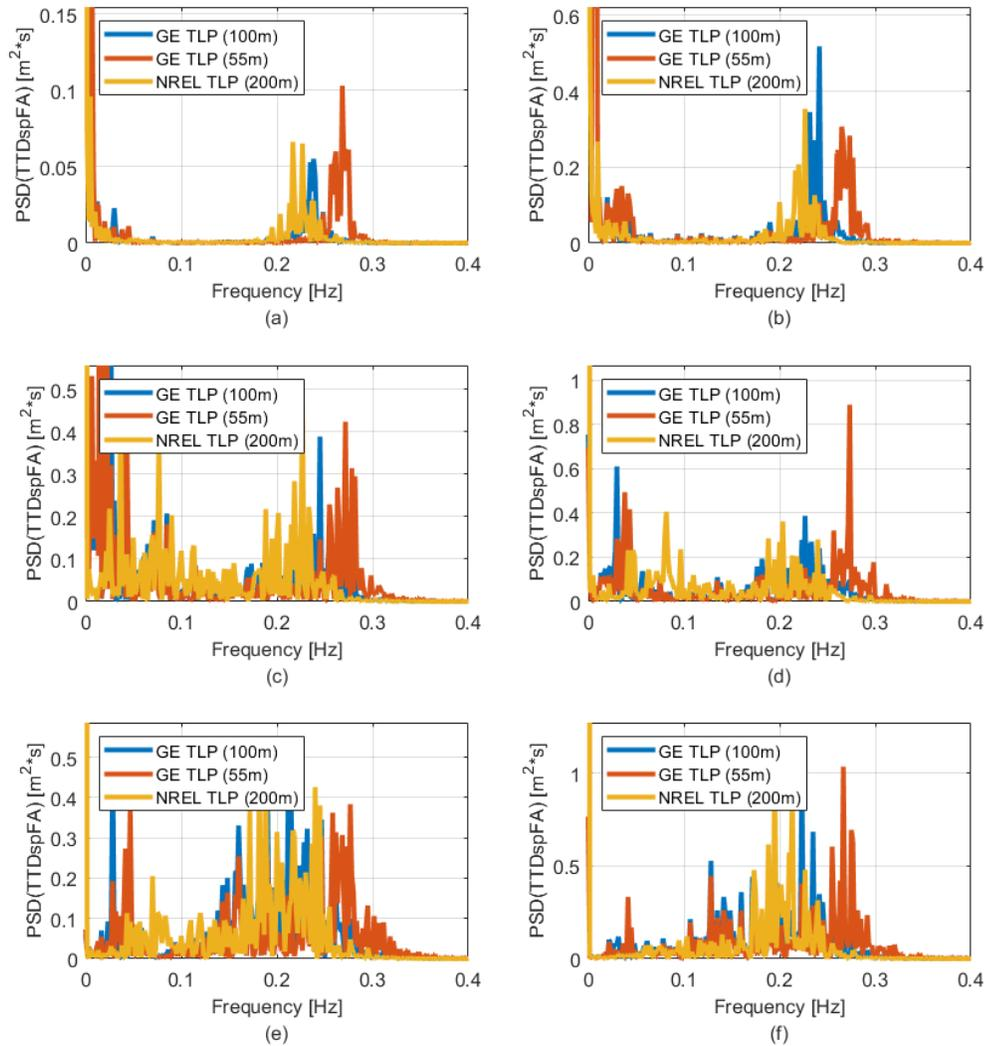 PSD(TTDspFA) [m²*s]
0.15
0.1
0.05
0
GE TLP (100m)
GE TLP (55m)
NREL TLP (200m)
0 0.1 0.2 0.3 0.4
Frequency [Hz]
(a)
PSD(TTDspFA) [m²*s]
0.6
0.4
0.2
0
GE TLP (100m)
GE TLP (55m)
NREL TLP (200m)
0 0.1 0.2 0.3 0.4
Frequency [Hz]
(b)
PSD(TTDspFA) [m²*s]
0.5
0.4
0.3
0.2
0.1
0
GE TLP (100m)
GE TLP (55m)
NREL TLP (200m)
0 0.1 0.2 0.3 0.4
Frequency [Hz]
(c)
PSD(TTDspFA) [m²*s]
1
0.8
0.6
0.4
0.2
0
GE TLP (100m)
GE TLP (55m)
NREL TLP (200m)
0 0.1 0.2 0.3 0.4
Frequency [Hz]
(d)
PSD(TTDspFA) [m²*s]
0.5
0.4
0.3
0.2
0.1
0
GE TLP (100m)
GE TLP (55m)
NREL TLP (200m)
0 0.1 0.2 0.3 0.4
Frequency [Hz]
(e)
PSD(TTDspFA) [m²*s]
1
0.5
0
GE TLP (100m)
GE TLP (55m)
NREL TLP (200m)
0 0.1 0.2 0.3 0.4
Frequency [Hz]
(f)